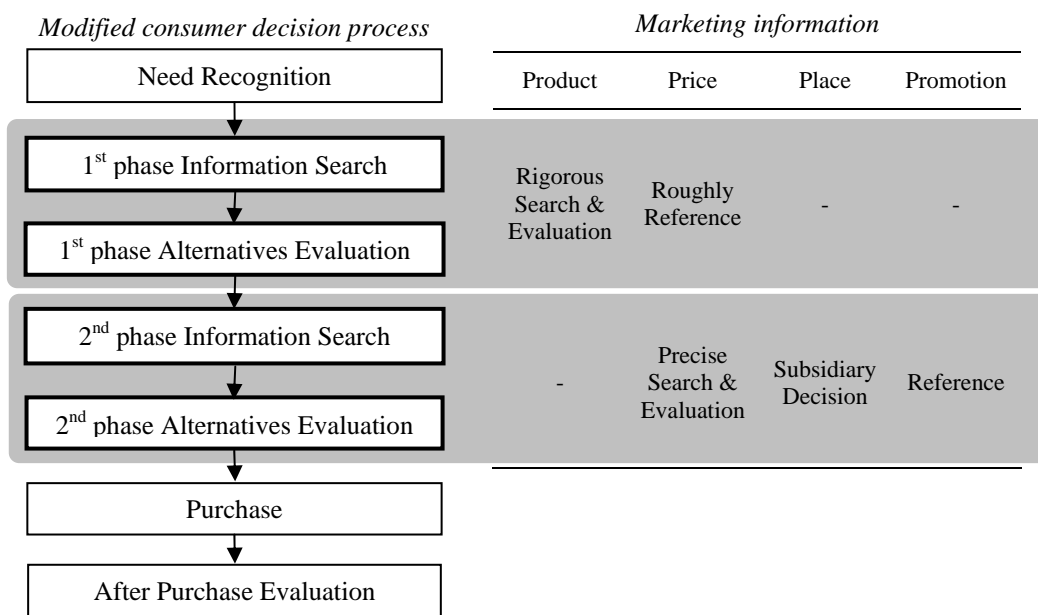 Modified consumer decision process
Marketing information
Need Recognition
Product Price Place Promotion
1st phase Information Search
1st phase Alternatives Evaluation
Rigorous
Search &
Evaluation
Roughly
Reference
-
-
2nd phase Information Search
2nd phase Alternatives Evaluation
-
Precise
Search &
Evaluation
Subsidiary
Decision
Reference
Purchase
After Purchase Evaluation